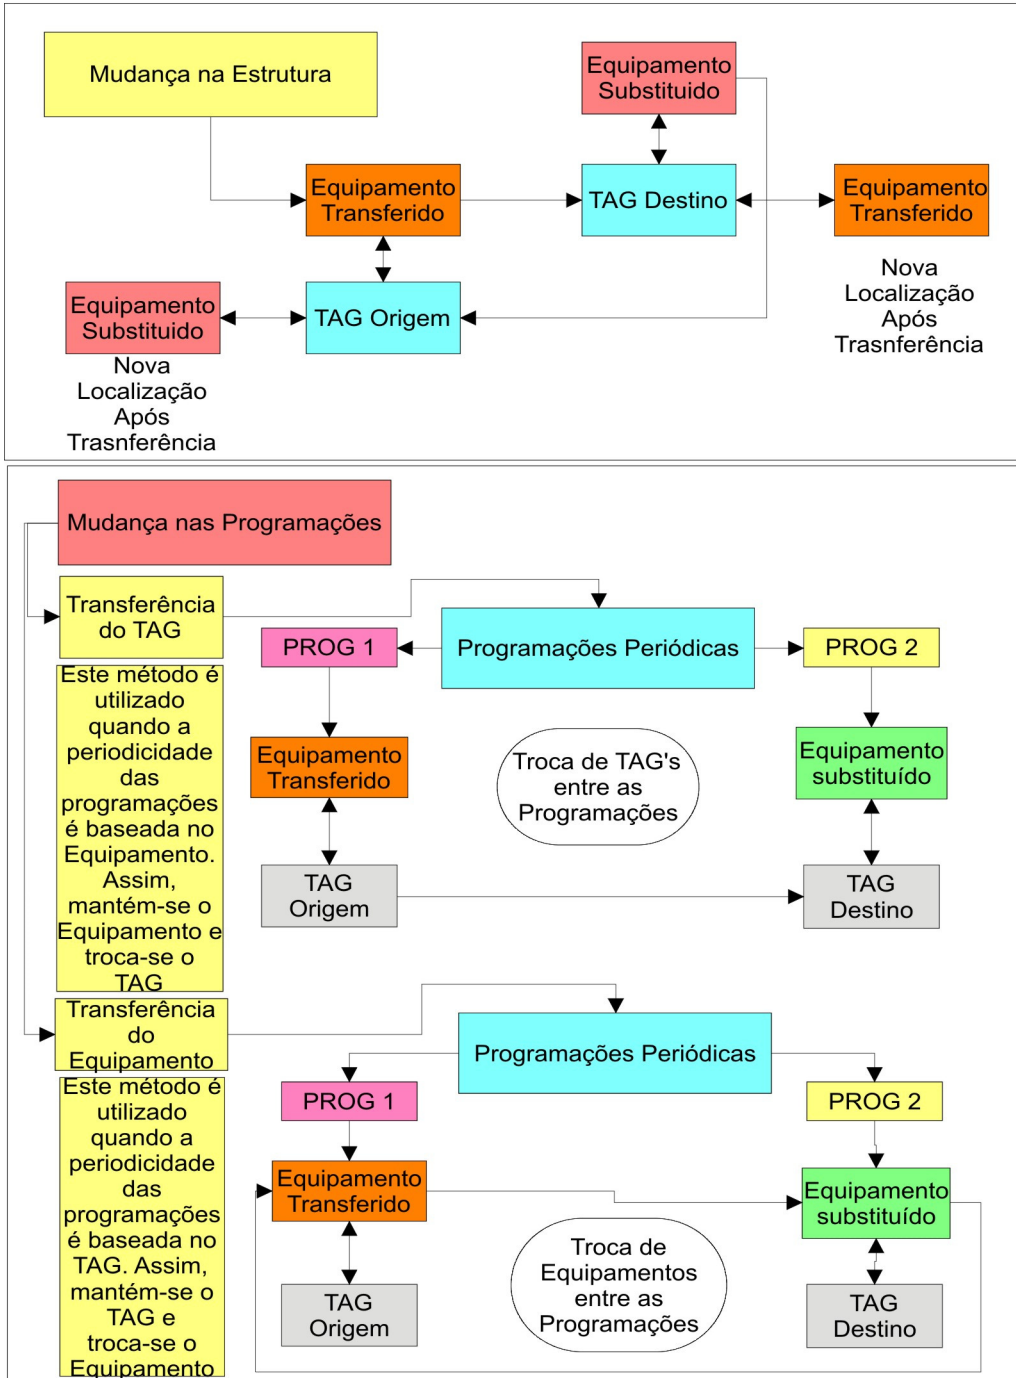 Mudança na Estrutura
Equipamento
Substituido
Equipamento
Transferido
TAG Destino
Equipamento
Transferido
Nova
Localização
Após
Trasnferência
Equipamento
Substituido
TAG Origem
Nova
Localização
Após
Trasnferência
Mudança nas Programações
Transferência
do TAG
Programações Periódicas
PROG 1
PROG 2
Este método é
utilizado
quando a
periodicidade
das
programações
é baseada no
Equipamento.
Assim,
mantém-se o
Equipamento e
troca-se o
TAG
Equipamento
Transferido
Troca de TAG's
entre as
Programações
Equipamento
substituído
TAG
Origem
TAG
Destino
Transferência
do
Equipamento
Programações Periódicas
PROG 1
PROG 2
Este método é
utilizado
quando a
periodicidade
das
programações
é baseada no
TAG. Assim,
mantém-se o
TAG e
troca-se o
Equipamento
Equipamento
Transferido
Troca de
Equipamentos
entre as
Programações
Equipamento
substituído
TAG
Origem
TAG
Destino